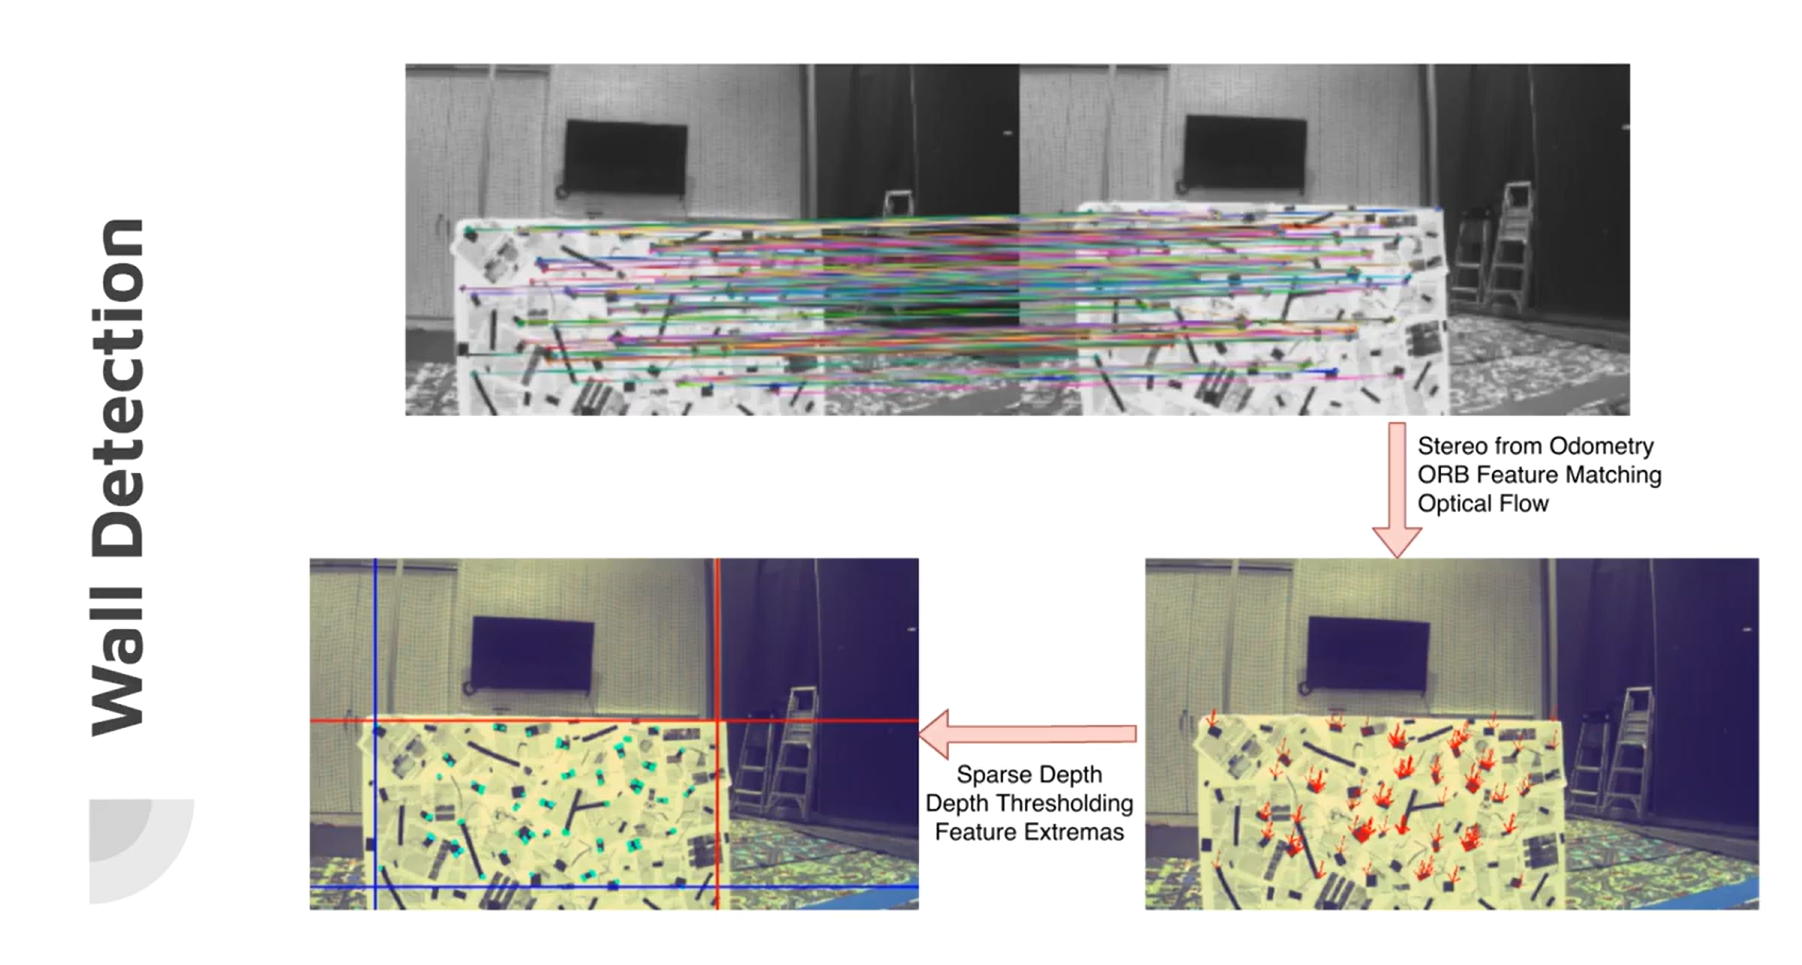 Wall Detection
Stereo from Odometry
ORB Feature Matching
Optical Flow
Sparse Depth
Depth Thresholding
Feature Extremas